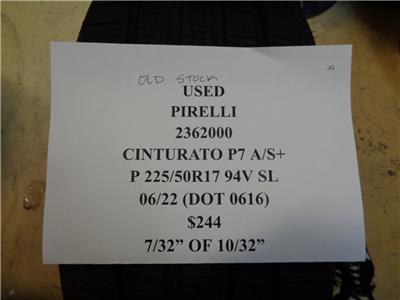 OLD STOCK
USED
PIRELLI
2362000
CINTURATO P7 A/S+
P 225/50R17 94V SL
06/22 (DOT 0616)
$244
7/32” OF 10/32”